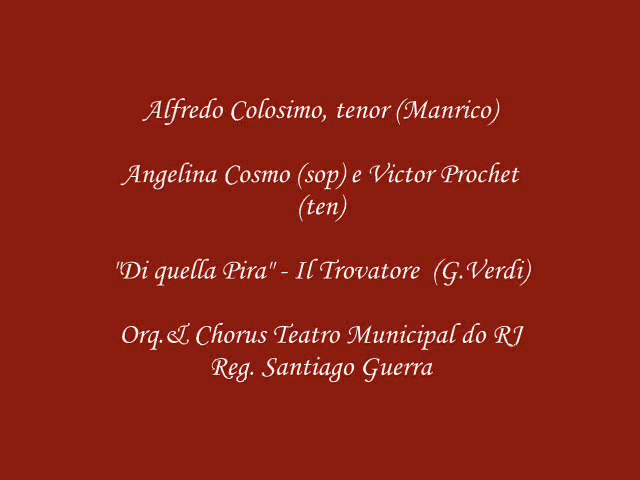 Alfredo Colosimo, tenor (Manrico)
Angelina Cosmo (sop) e Victor Prochet
(ten)
"Di quella Pira" - Il Trovatore (G.Verdi)
Orq.& Chorus Teatro Municipal do RJ
Reg. Santiago Guerra